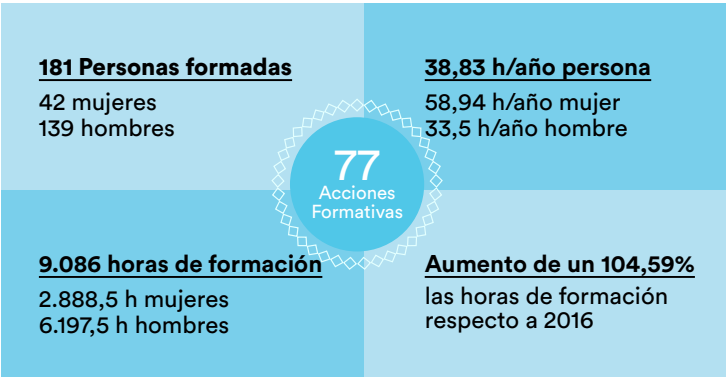 181 Personas formadas
42 mujeres
139 hombres
38,83 h/año persona
58,94 h/año mujer
33,5 h/año hombre
77
Acciones
Formativas
9.086 horas de formación
2.888,5 h mujeres
6.197,5 h hombres
Aumento de un 104,59%
las horas de formación
respecto a 2016